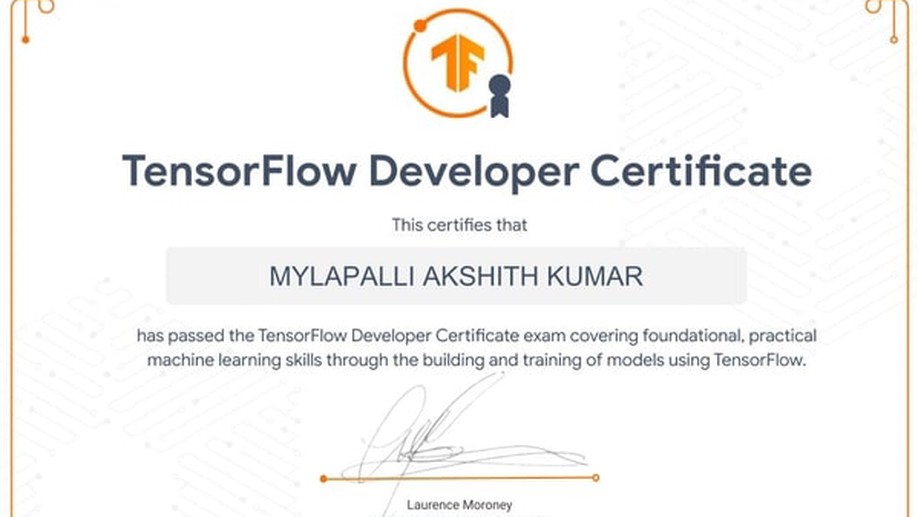 TensorFlow Developer Certificate
This certifies that
MYLAPALLI AKSHITH KUMAR
has passed the TensorFlow Developer Certificate exam covering foundational, practical
machine learning skills through the building and training of models using TensorFlow.
Laurence Moroney